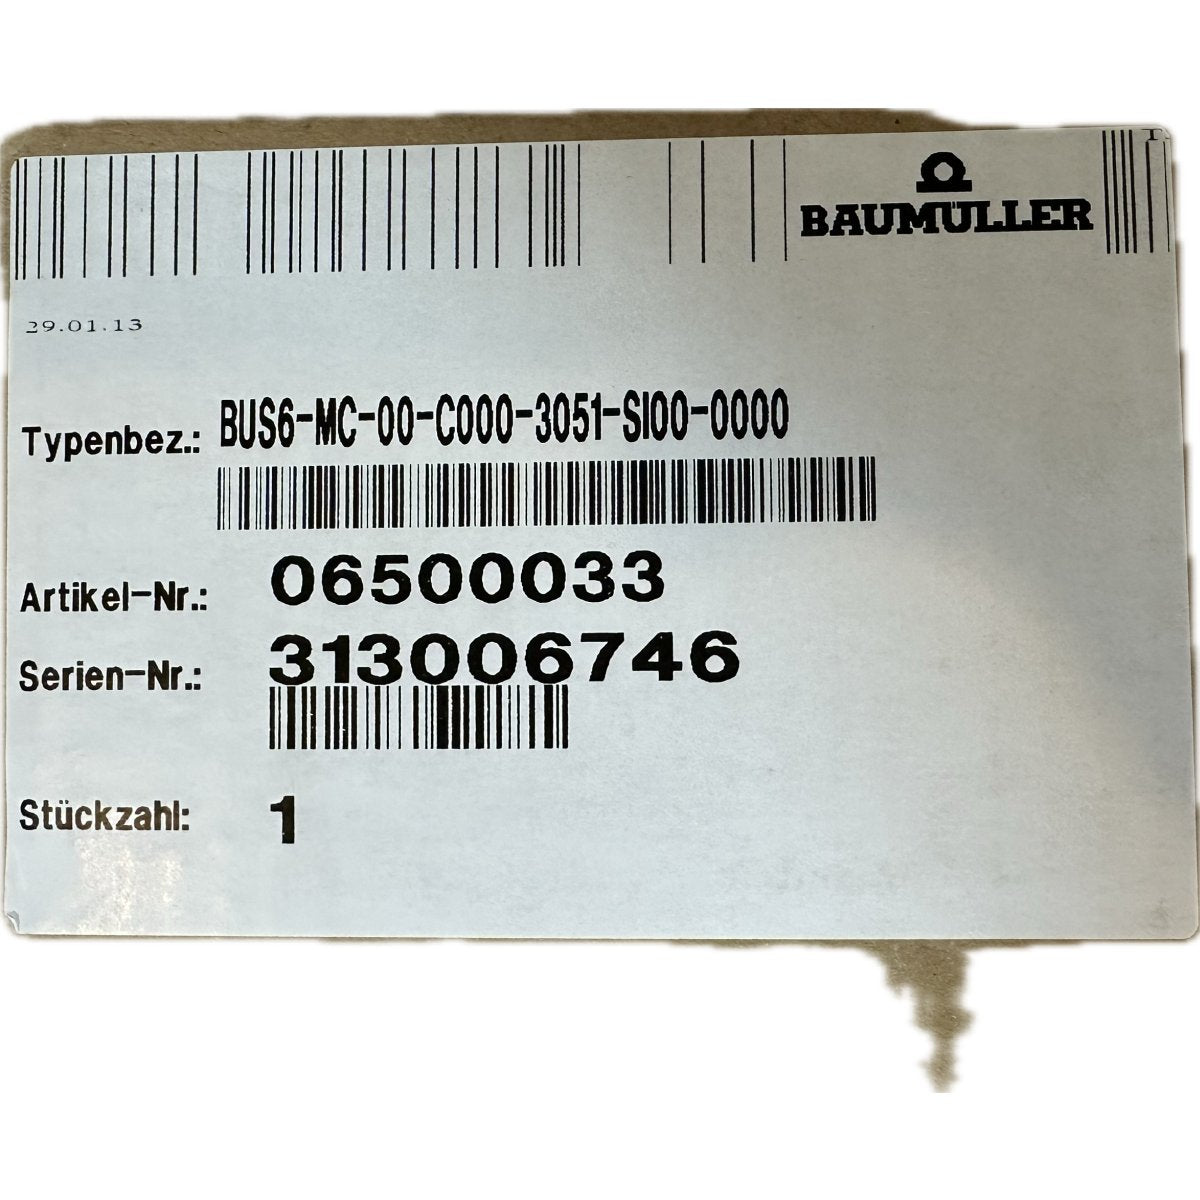 BAUMÜLLER
29.01.13
Typenbez.: BUS6-MC-00-C000-3051-SI00-0000
Artikel-Nr.: 06500033
Serien-Nr.: 313006746
Stückzahl: 1